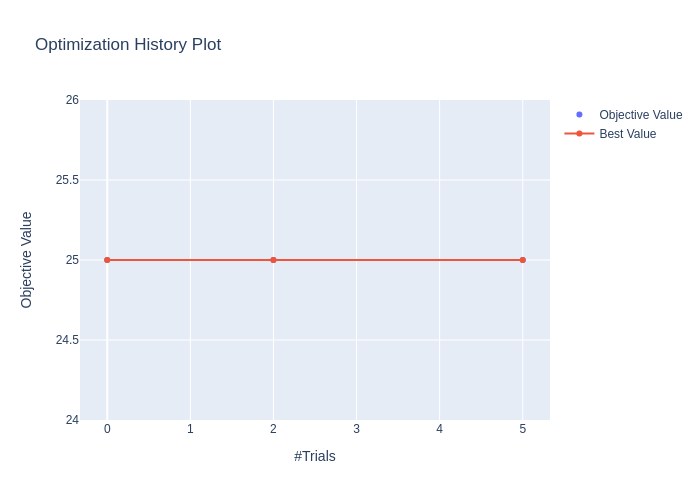 Optimization History Plot
Objective Value
Best Value
26
25.5
25
24.5
24
Objective Value
0
1
2
3
4
5
#Trials